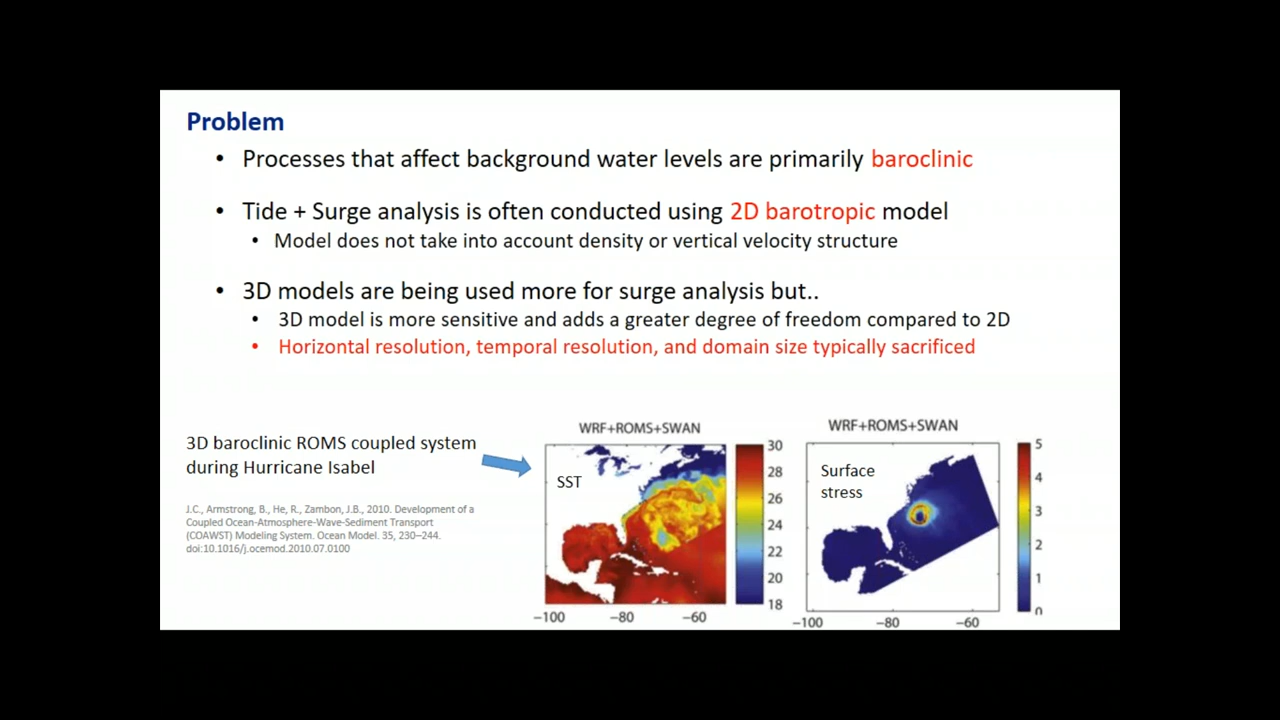 Problem
• Processes that affect background water levels are primarily baroclinic
• Tide + Surge analysis is often conducted using 2D barotropic model
• Model does not take into account density or vertical velocity structure
• 3D models are being used more for surge analysis but..
• 3D model is more sensitive and adds a greater degree of freedom compared to 2D
• Horizontal resolution, temporal resolution, and domain size typically sacrificed
3D baroclinic ROMS coupled system
during Hurricane Isabel
J.C., Armstrong, B., He, R., Zambon, J.B., 2010. Development of a
Coupled Ocean-Atmosphere-Wave-Sediment Transport
(COAWST) Modeling System. Ocean Model. 35, 230–244.
doi:10.1016/j.ocemod.2010.07.0100
WRF+ROMS+SWAN
SST
30
28
26
24
22
20
18
−100 −80 −60
WRF+ROMS+SWAN
Surface
stress
5
4
3
2
1
0
−100 −80 −60